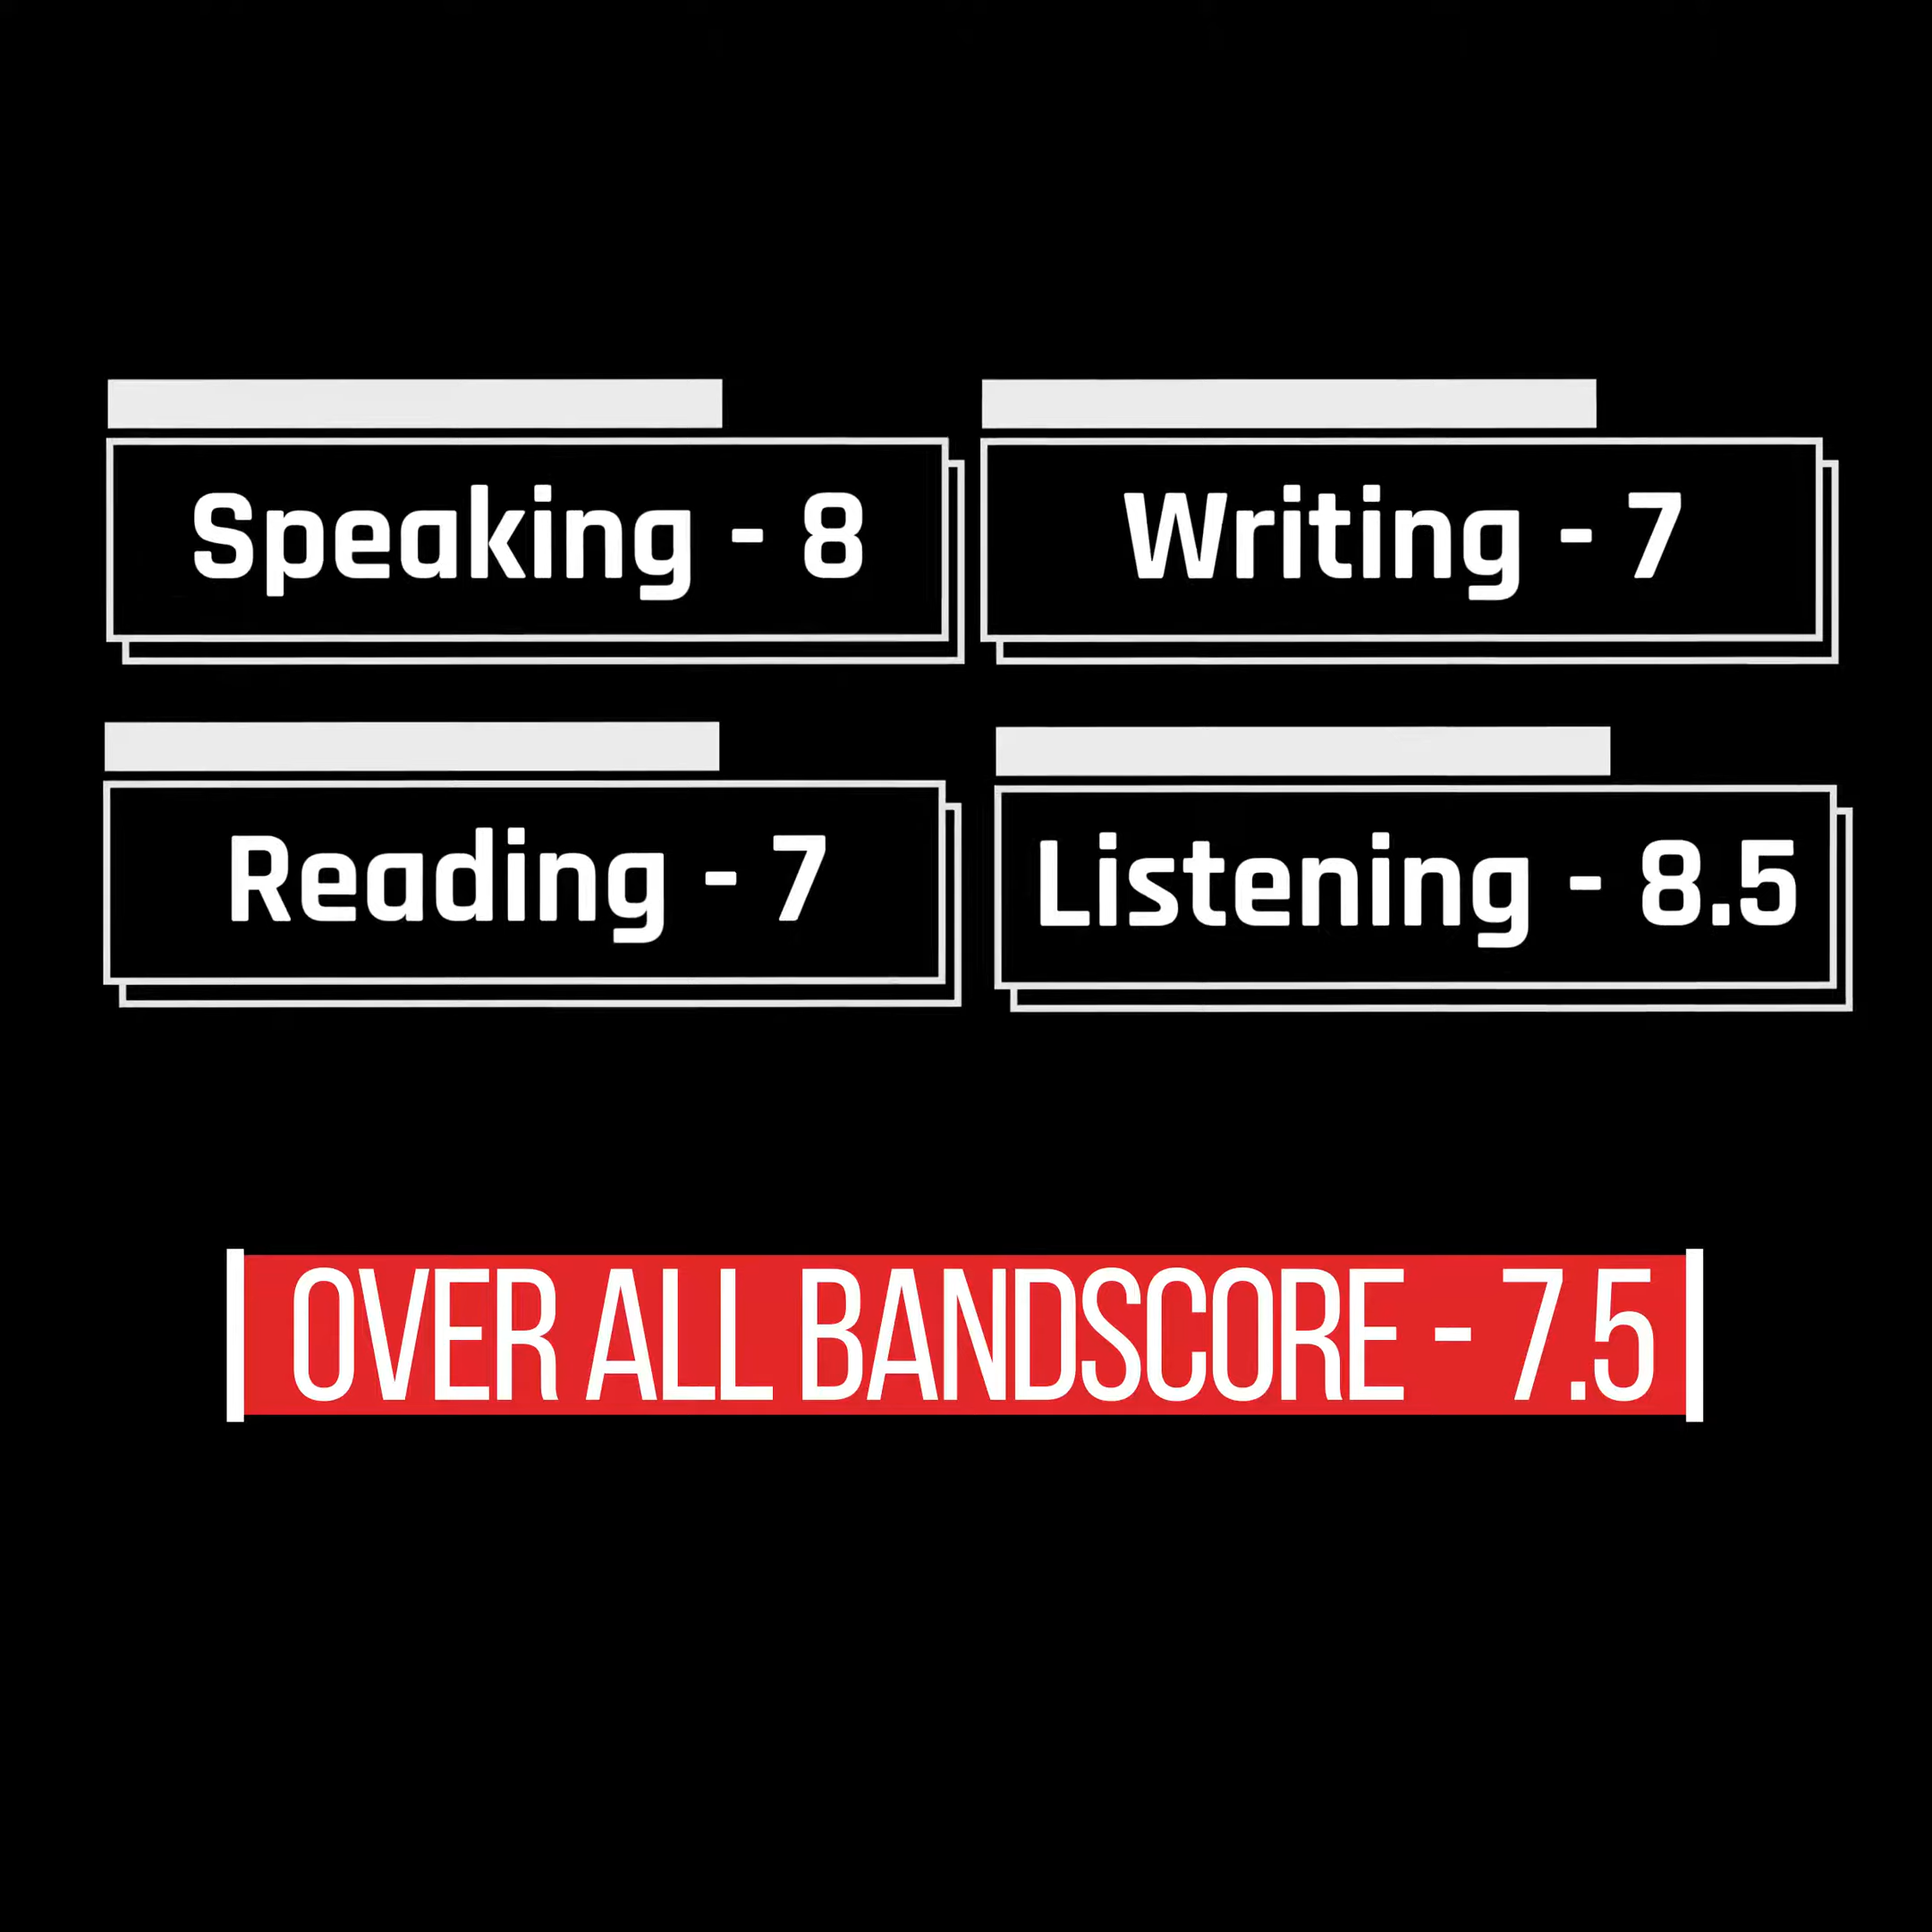 Speaking - 8
Writing - 7
Reading - 7
Listening - 8.5
OVER ALL BANDSCORE - 7.5